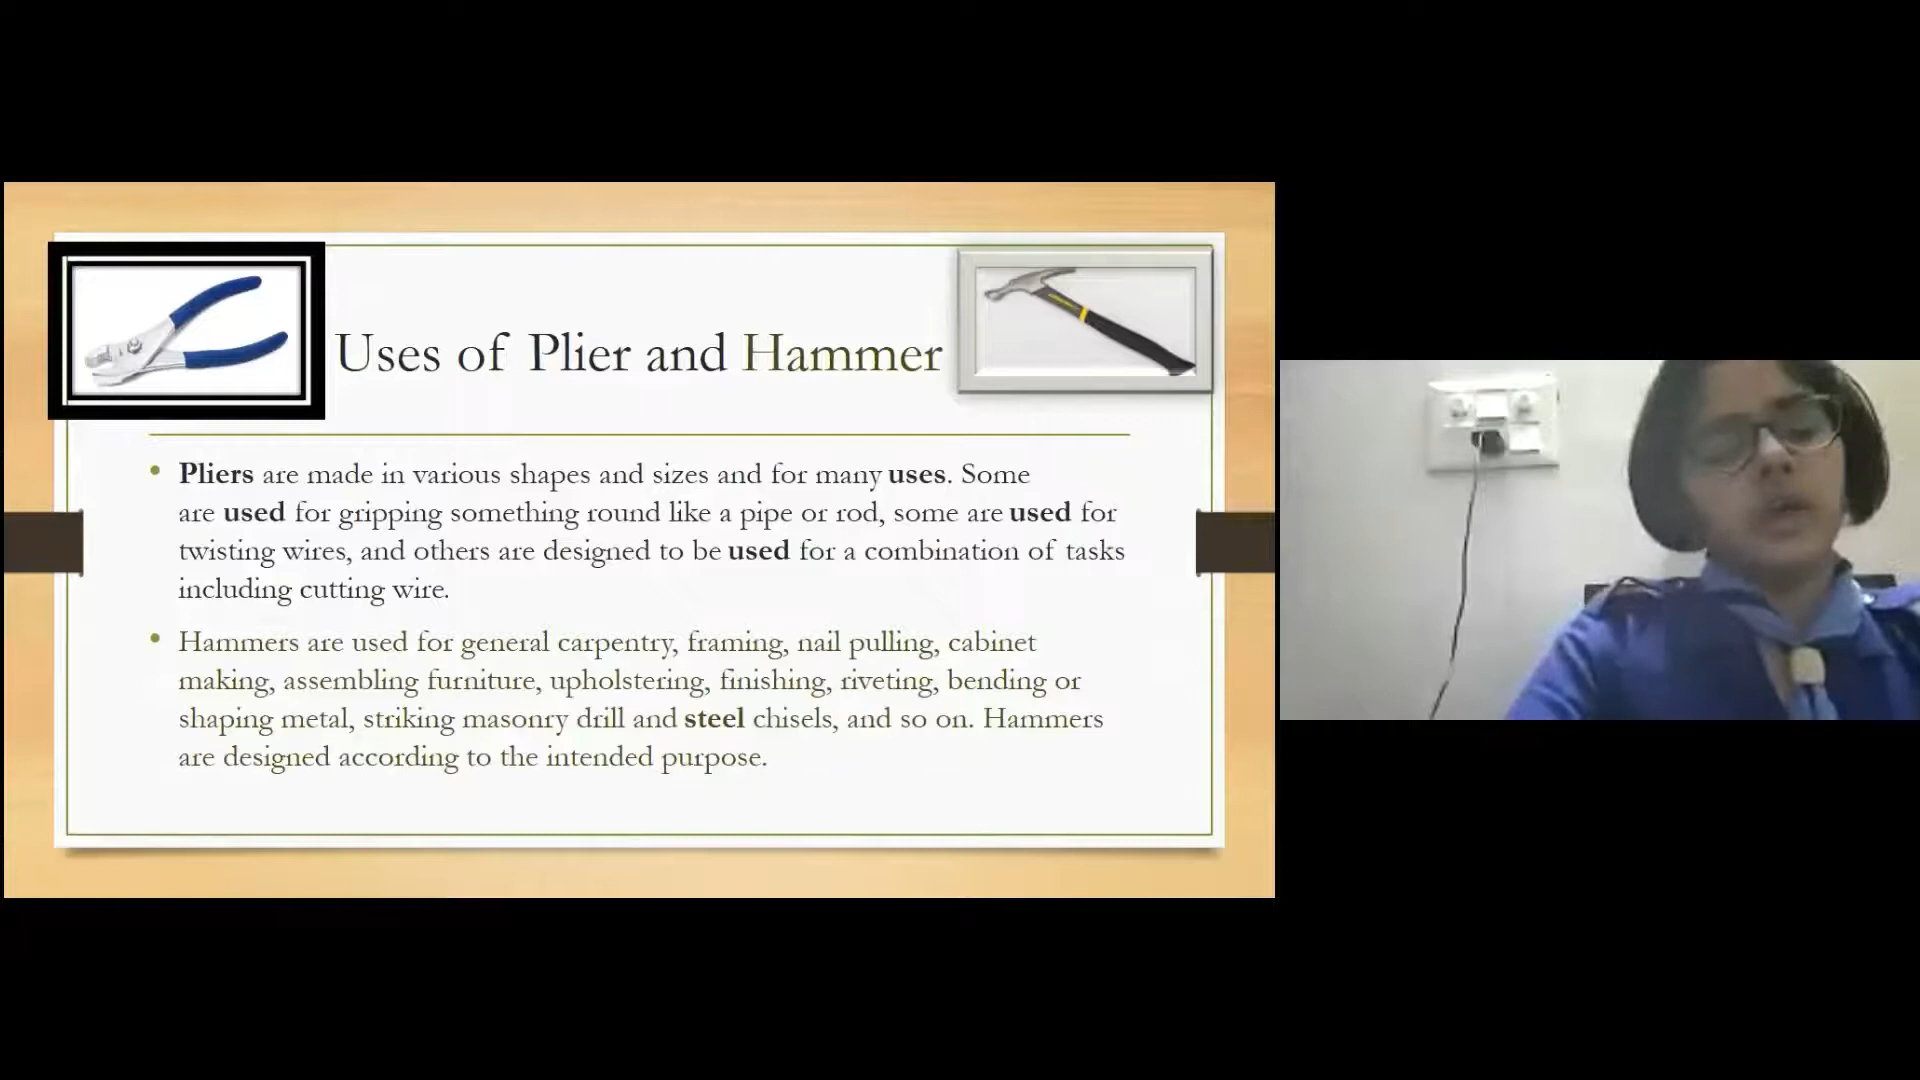 Uses of Plier and Hammer
• Pliers are made in various shapes and sizes and for many uses. Some
are used for gripping something round like a pipe or rod, some are used for
twisting wires, and others are designed to be used for a combination of tasks
including cutting wire.
• Hammers are used for general carpentry, framing, nail pulling, cabinet
making, assembling furniture, upholstering, finishing, riveting, bending or
shaping metal, striking masonry drill and steel chisels, and so on. Hammers
are designed according to the intended purpose.